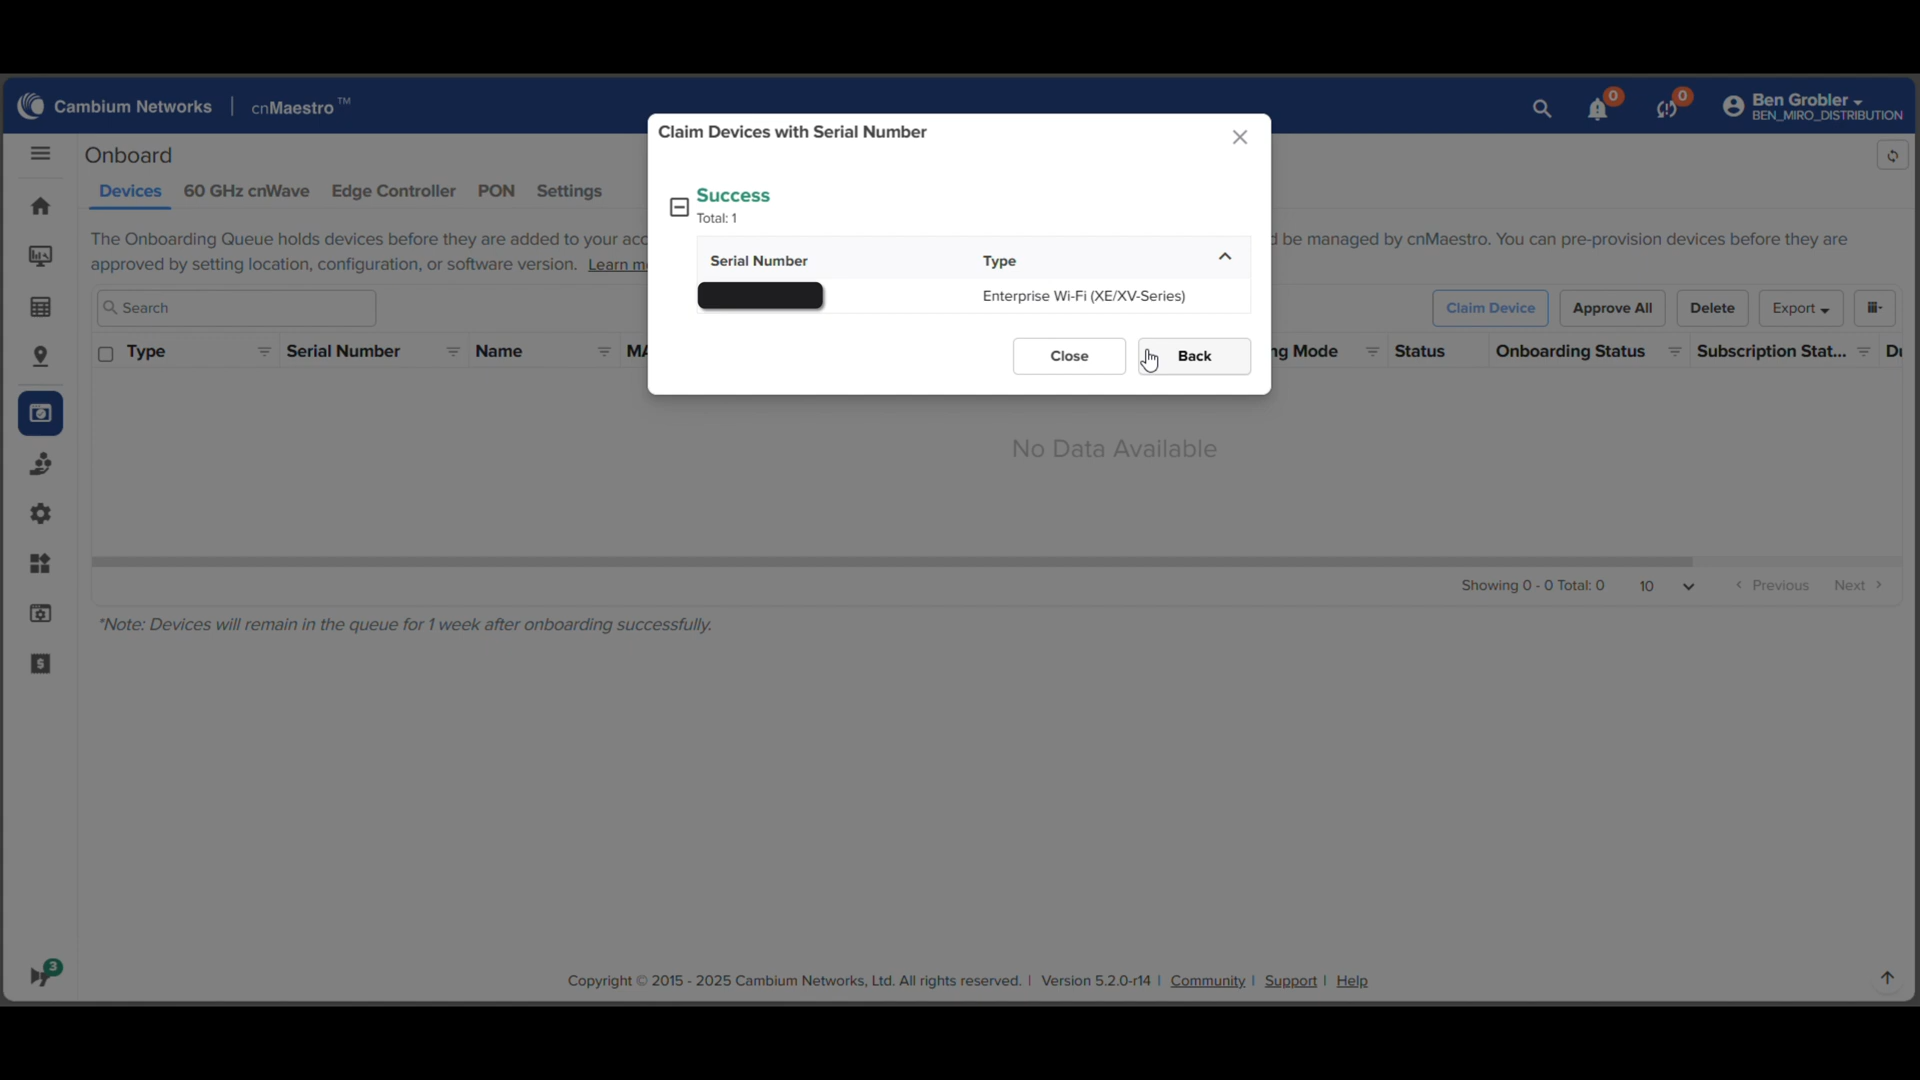 Cambium Networks | cnMaestro™
0
0
Ben Grobler
BEN_MIRO_DISTRIBUTION
Claim Devices with Serial Number
Success
Total: 1
Serial Number Type
Enterprise Wi-Fi (XE/XV-Series)
Close Back
Onboard
Devices 60 GHz cnWave Edge Controller PON Settings
The Onboarding Queue holds devices before they are added to your acc d be managed by cnMaestro. You can pre-provision devices before they are
approved by setting location, configuration, or software version. Learn m
Search Claim Device Approve All Delete Export
Type Serial Number Name MA ng Mode Status Onboarding Status Subscription Stat... Du
No Data Available
Showing 0 - 0 Total: 0 10 < Previous Next >
*Note: Devices will remain in the queue for 1 week after onboarding successfully.
3
Copyright © 2015 - 2025 Cambium Networks, Ltd. All rights reserved. | Version 5.2.0-r14 | Community | Support | Help